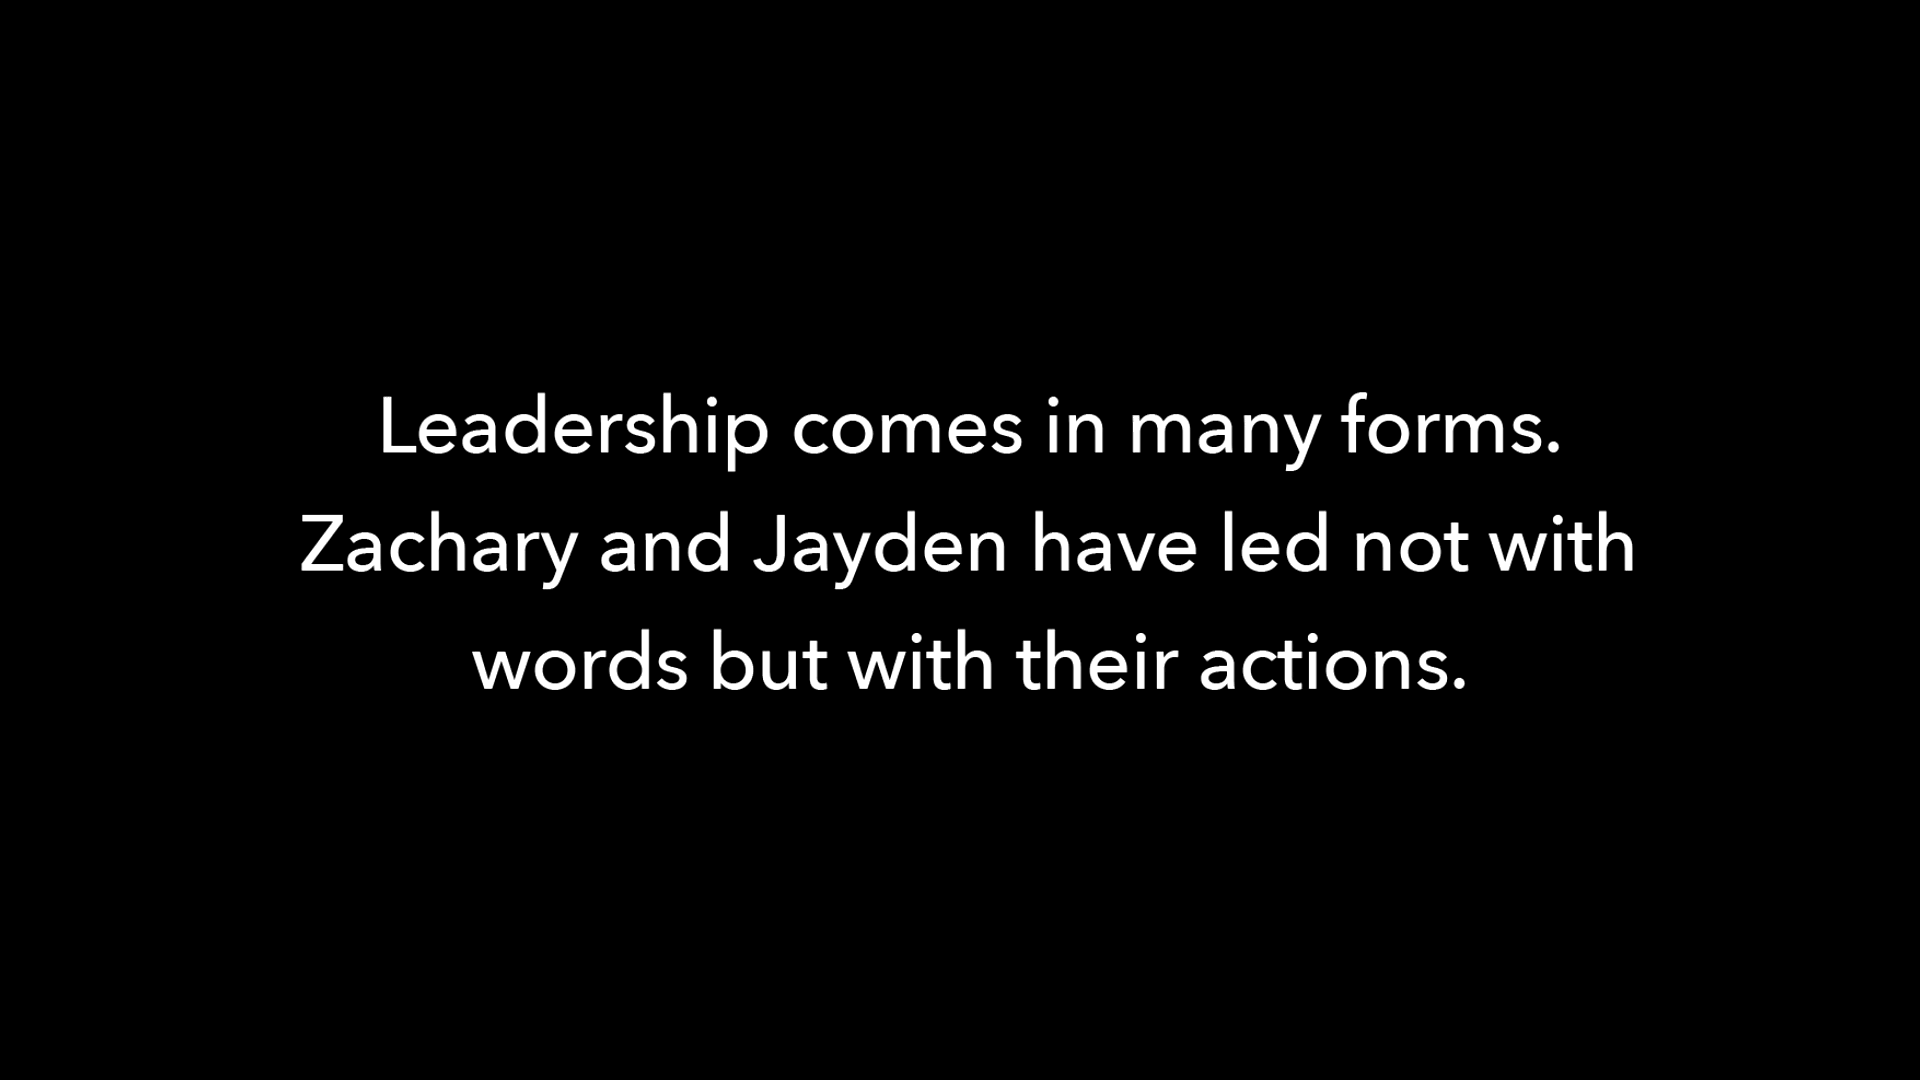 Leadership comes in many forms.
Zachary and Jayden have led not with
words but with their actions.